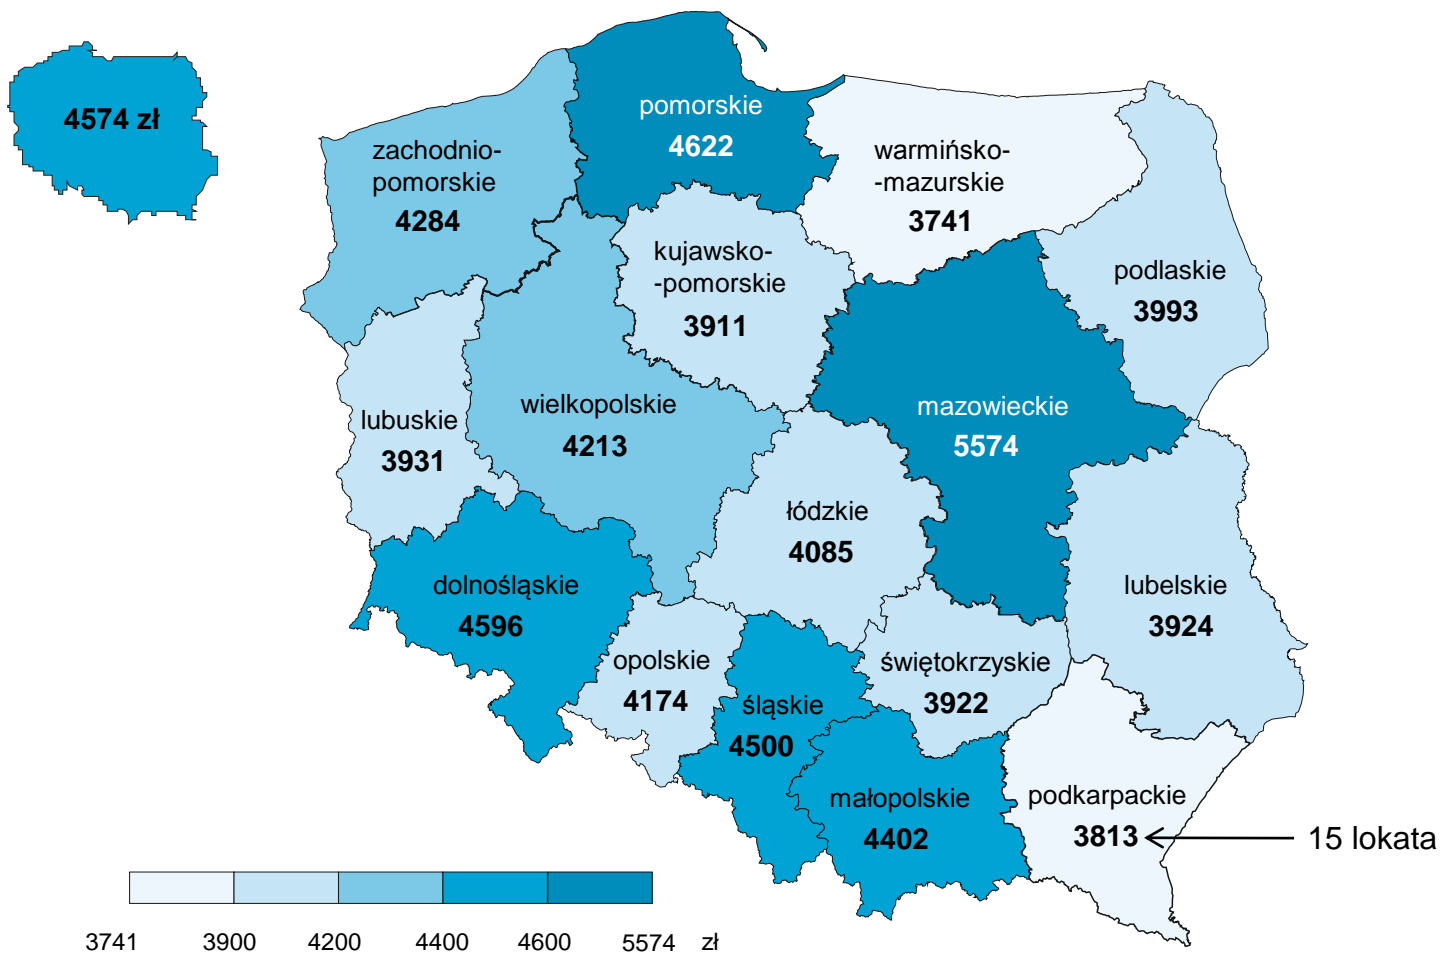 4574 zł
pomorskie
4622
zachodnio-
pomorskie
4284
warmińsko-
-mazurskie
3741
kujawsko-
-pomorskie
3911
podlaskie
3993
lubuskie
3931
wielkopolskie
4213
mazowieckie
5574
łódzkie
4085
dolnośląskie
4596
lubelskie
3924
opolskie
4174
świętokrzyskie
3922
śląskie
4500
małopolskie
4402
podkarpackie
3813
15 lokata
3741 3900 4200 4400 4600 5574 zł